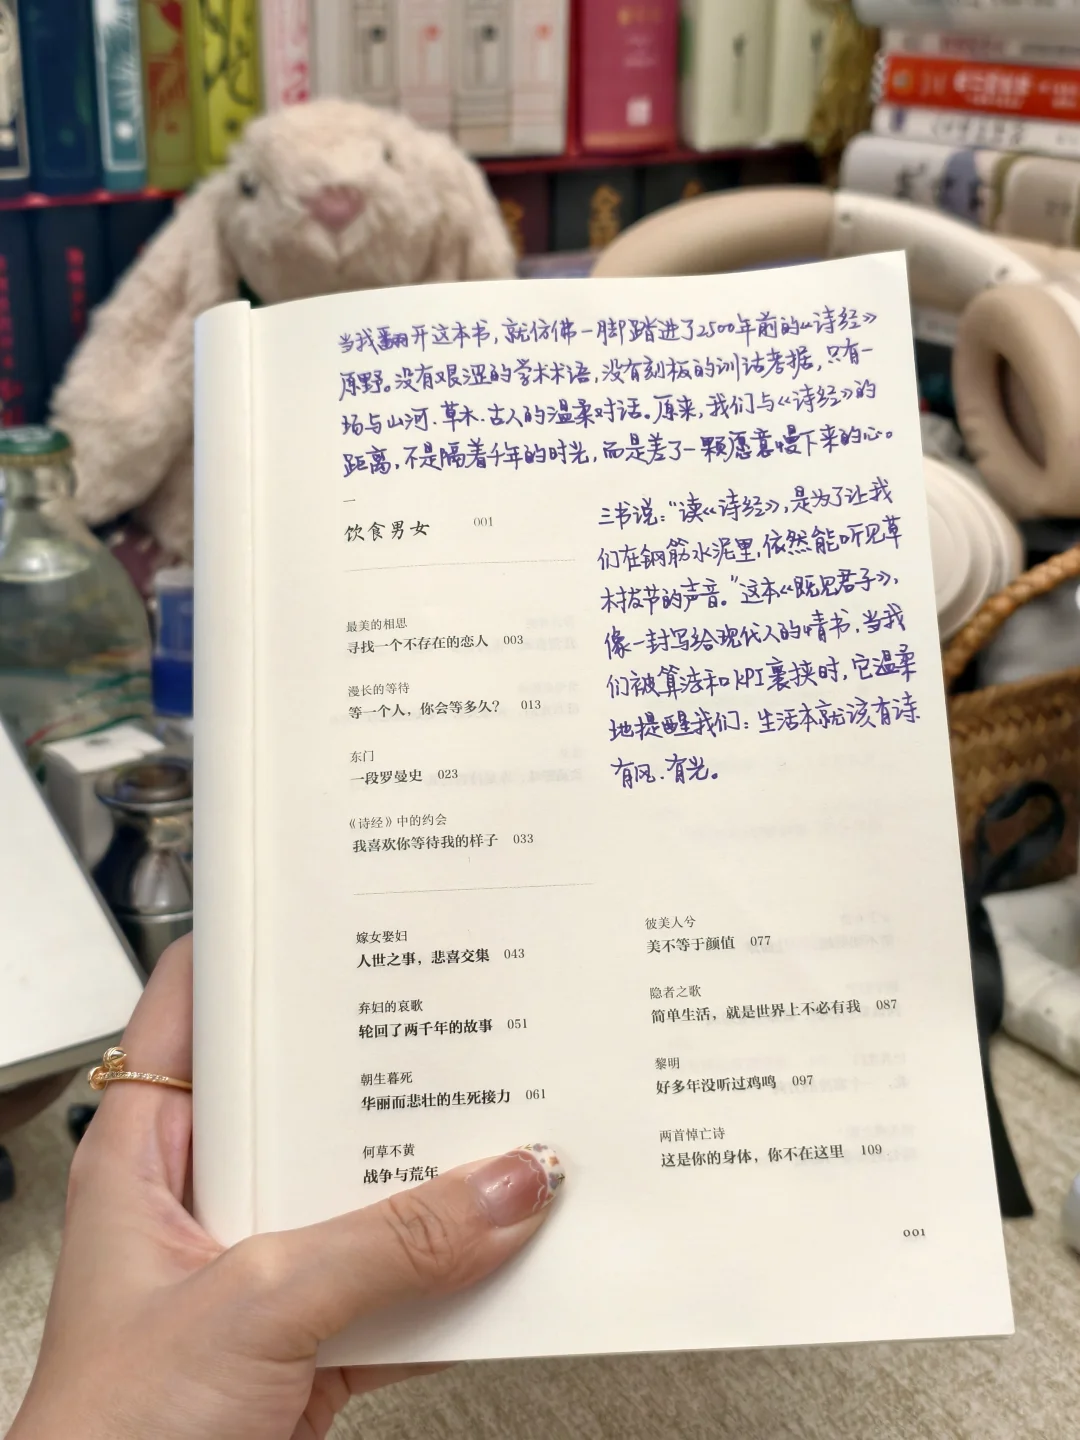 当我翻开这本书，就仿佛一脚踏进了2500年前的《诗经》
原野。没有艰涩的学术术语，没有刻板的训诂考据，只有一
场与山河、草木、古人的温柔对话。原来，我们与《诗经》的
距离，不是隔着千年的时光，而是差了一颗愿意慢下来的心。
三书说："读《诗经》，是为了让我
们在钢筋水泥里，依然能听见草
木拔节的声音。"这本《既见君子》，
像一封写给现代人的情书，当我
们被算法和KPI裹挟时，它温柔
地提醒我们：生活本就该有诗
有风、有光。
一
饮食男女 001
最美的相思
寻找一个不存在的恋人 003
漫长的等待
等一个人，你会等多久？ 013
东门
一段罗曼史 023
《诗经》中的约会
我喜欢你等待我的样子 033
嫁女娶妇
人世之事，悲喜交集 043
弃妇的哀歌
轮回了两千年的故事 051
朝生暮死
华丽而悲壮的生死接力 061
何草不黄
战争与荒年
彼美人兮
美不等于颜值 077
隐者之歌
简单生活，就是世界上不必有我 087
黎明
好多年没听过鸡鸣 097
两首悼亡诗
这是你的身体，你不在这里 109
001